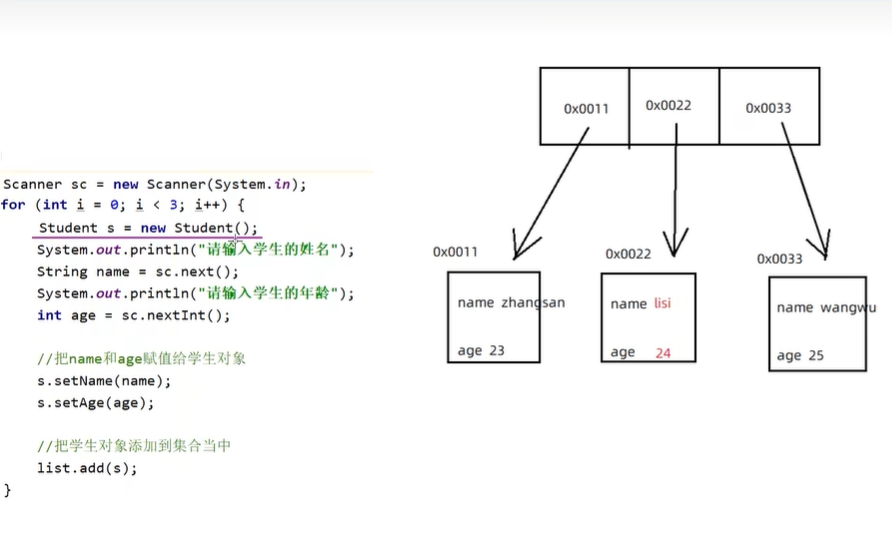 Scanner sc = new Scanner(System.in);
for (int i = 0; i < 3; i++) {
Student s = new Student();
System.out.println("请输入学生的姓名");
String name = sc.next();
System.out.println("请输入学生的年龄");
int age = sc.nextInt();
//把name和age赋值给学生对象
s.setName(name);
s.setAge(age);
//把学生对象添加到集合当中
list.add(s);
}
0x0011
0x0022
0x0033
0x0011
name zhangsan
age 23
0x0022
name lisi
age 24
0x0033
name wangwu
age 25